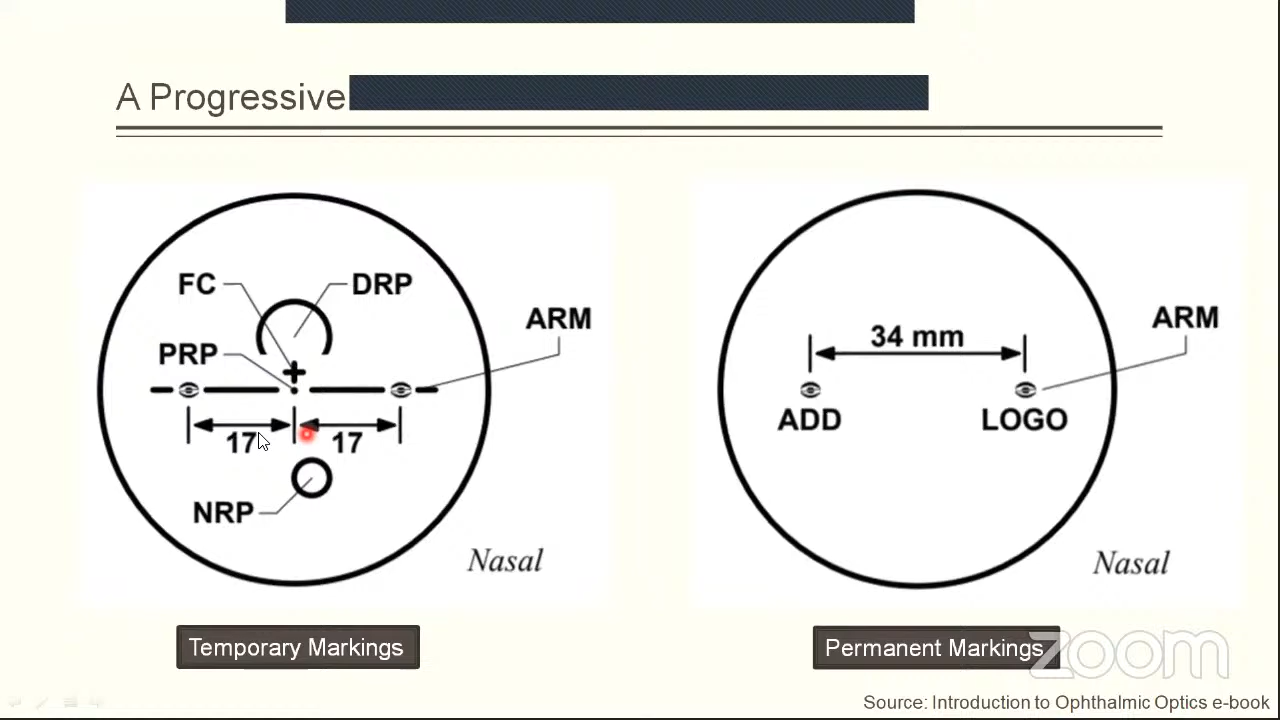 A Progressive
FC
DRP
PRP
ARM
17
17
NRP
Nasal
Temporary Markings
34 mm
ARM
ADD
LOGO
Nasal
Permanent Markings
zoom
Source: Introduction to Ophthalmic Optics e-book